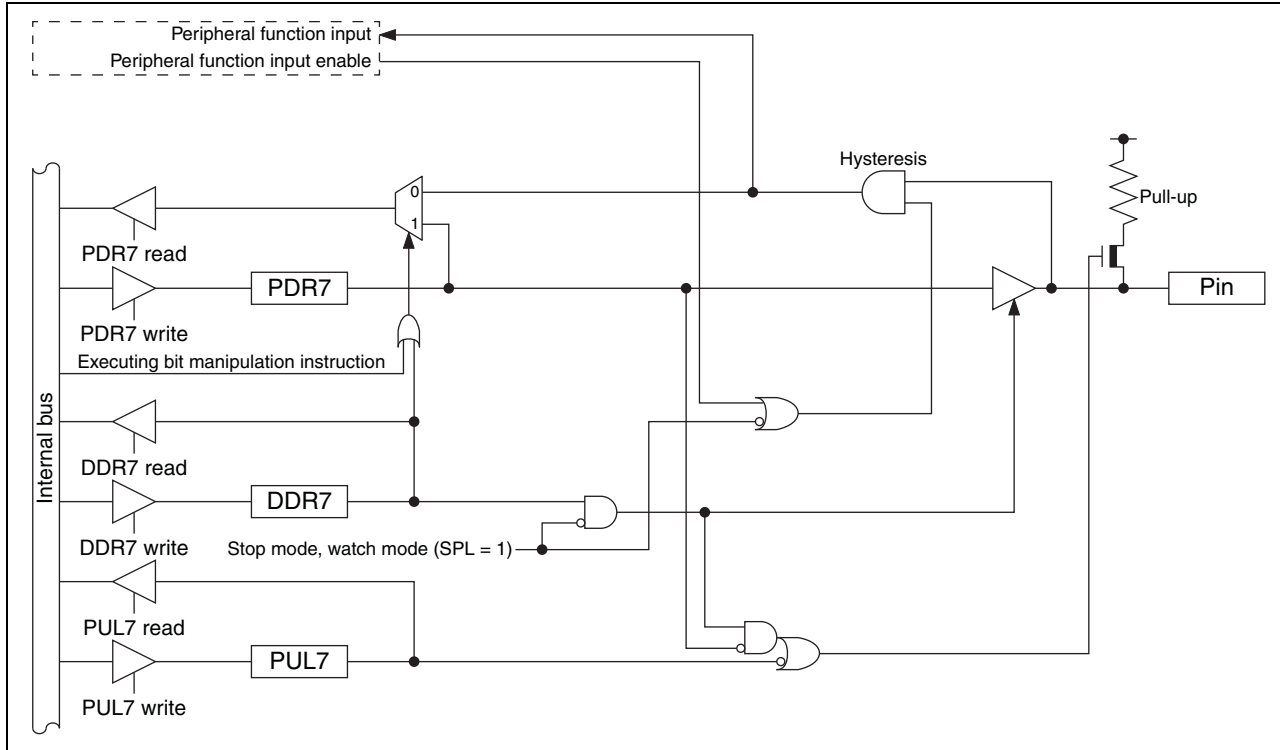 Peripheral function input
Peripheral function input enable
Hysteresis
Pull-up
0
1
PDR7 read
PDR7
Pin
PDR7 write
Executing bit manipulation instruction
Internal bus
DDR7 read
DDR7
DDR7 write
Stop mode, watch mode (SPL = 1)
PUL7 read
PUL7
PUL7 write